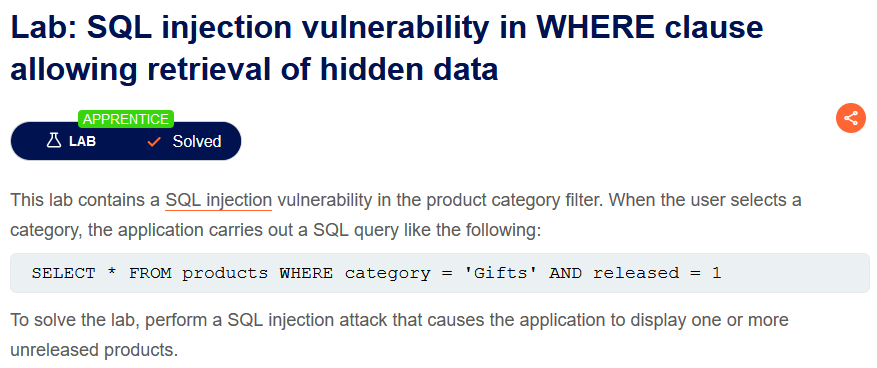 Lab: SQL injection vulnerability in WHERE clause
allowing retrieval of hidden data
APPRENTICE
LAB Solved
This lab contains a SQL injection vulnerability in the product category filter. When the user selects a
category, the application carries out a SQL query like the following:
SELECT * FROM products WHERE category = 'Gifts' AND released = 1
To solve the lab, perform a SQL injection attack that causes the application to display one or more
unreleased products.